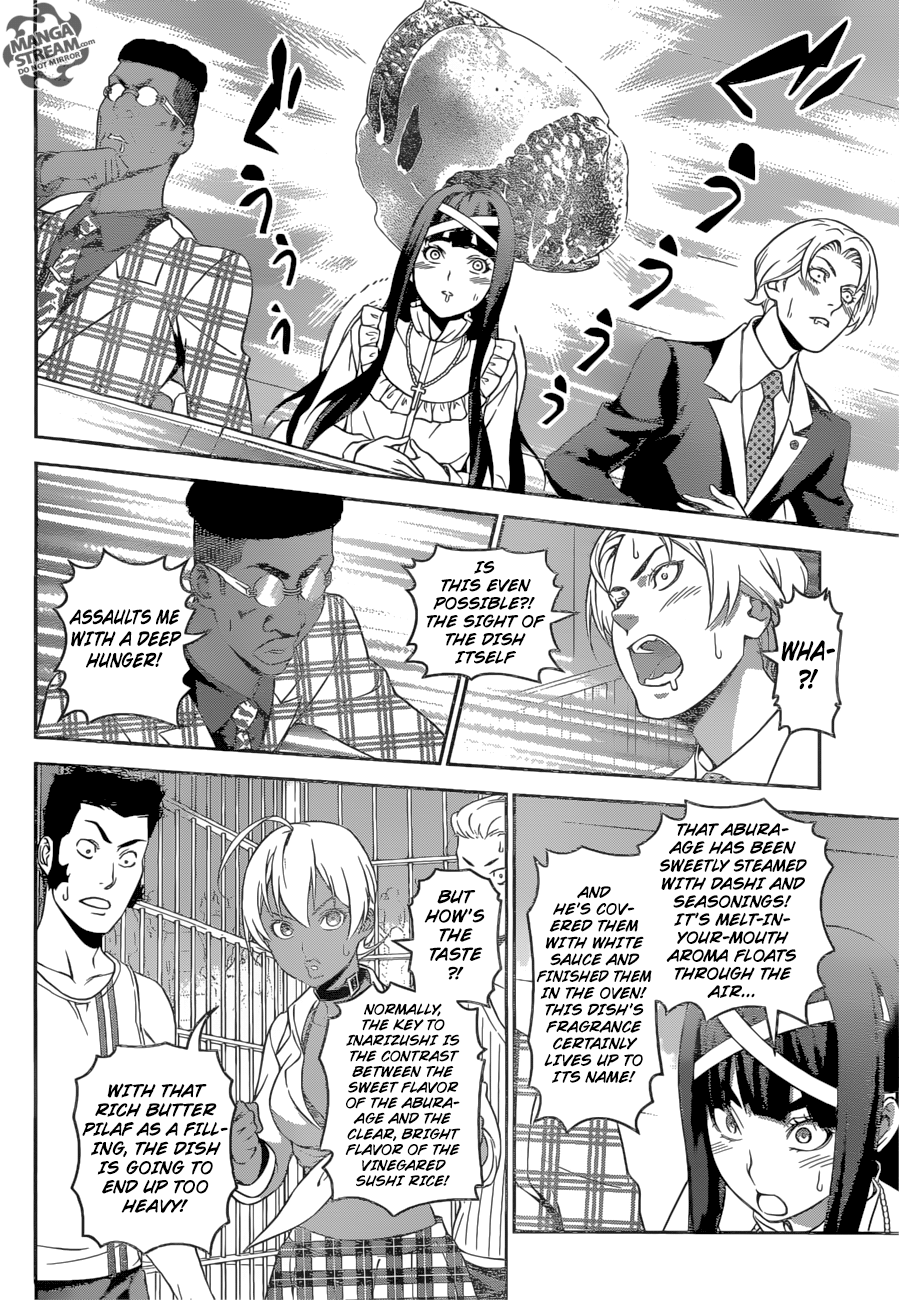 MANGA
STREAM.com
DO NOT MIRROR
ぐ
う
う
う
ぐ
う
う
う
WHA-
?!
IS
THIS EVEN
POSSIBLE?!
THE SIGHT OF
THE DISH
ITSELF
ASSAULTS ME
WITH A DEEP
HUNGER!
THAT ABURA-
AGE HAS BEEN
SWEETLY STEAMED
WITH DASHI AND
SEASONINGS!
IT'S MELT-IN-
YOUR-MOUTH
AROMA FLOATS
THROUGH THE
AIR...
AND
HE'S COV-
ERED THEM
WITH WHITE
SAUCE AND
FINISHED THEM
IN THE OVEN!
THIS DISH'S
FRAGRANCE
CERTAINLY
LIVES UP TO
ITS NAME!
BUT
HOW'S
THE
TASTE
?!
NORMALLY,
THE KEY TO
INARIZUSHI IS
THE CONTRAST
BETWEEN THE
SWEET FLAVOR
OF THE ABURA-
AGE AND THE
CLEAR, BRIGHT
FLAVOR OF THE
VINEGARED
SUSHI RICE!
WITH THAT
RICH BUTTER
PILAF AS A FILL-
ING, THE DISH
IS GOING TO
END UP TOO
HEAVY!